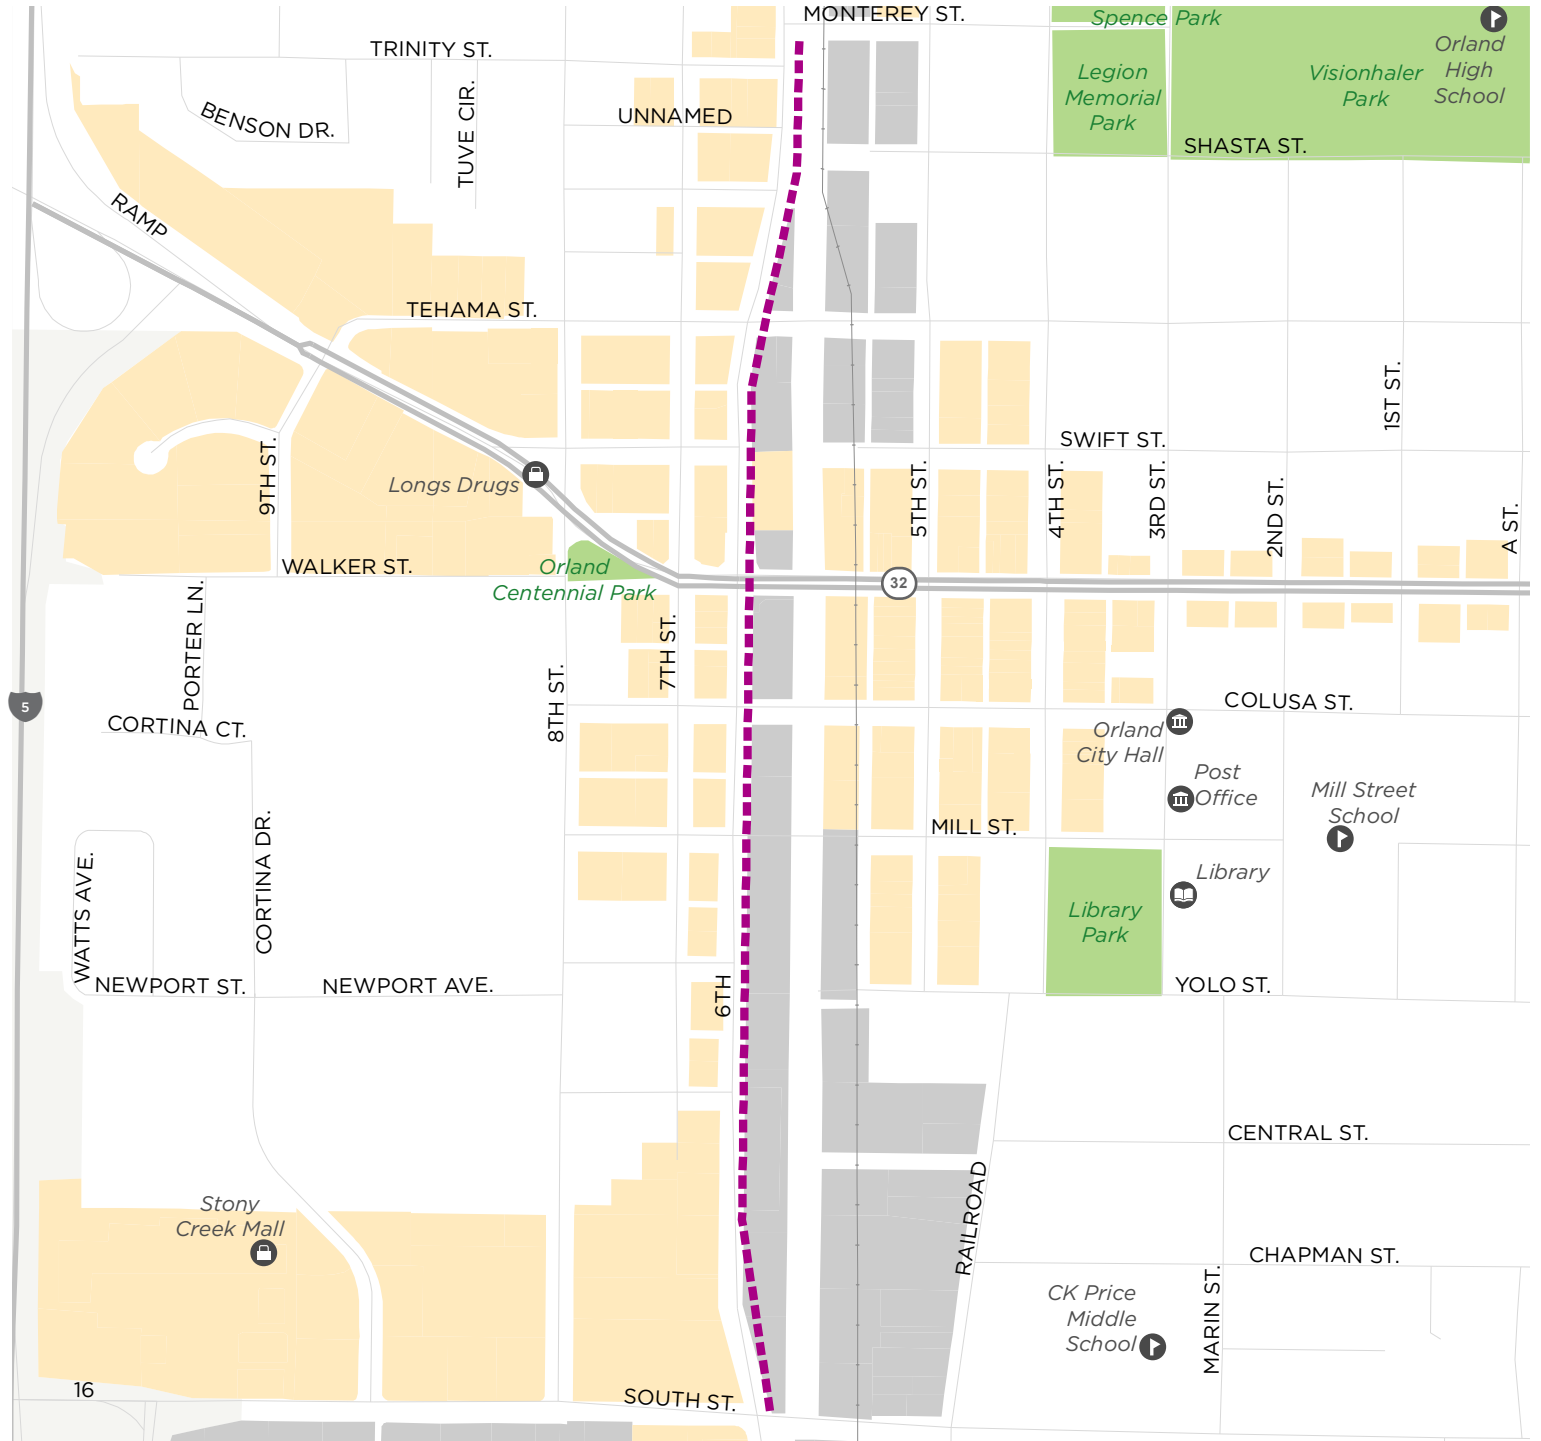 MONTEREY ST.
Spence Park
Orland
High
School
TRINITY ST.
Legion
Memorial
Park
Visionhaler
Park
BENSON DR.
TUVE CIR.
UNNAMED
SHASTA ST.
RAMP
TEHAMA ST.
1ST ST.
SWIFT ST.
9TH ST.
Longs Drugs
5TH ST.
4TH ST.
3RD ST.
2ND ST.
A ST.
WALKER ST.
Orland
Centennial Park
32
PORTER LN.
7TH ST.
8TH ST.
5
COLUSA ST.
CORTINA CT.
Orland
City Hall
Post
Office
Mill Street
School
MILL ST.
CORTINA DR.
WATTS AVE.
Library
Library
Park
NEWPORT ST.
NEWPORT AVE.
6TH
YOLO ST.
CENTRAL ST.
RAILROAD
Stony
Creek Mall
CHAPMAN ST.
MARIN ST.
CK Price
Middle
School
16
SOUTH ST.